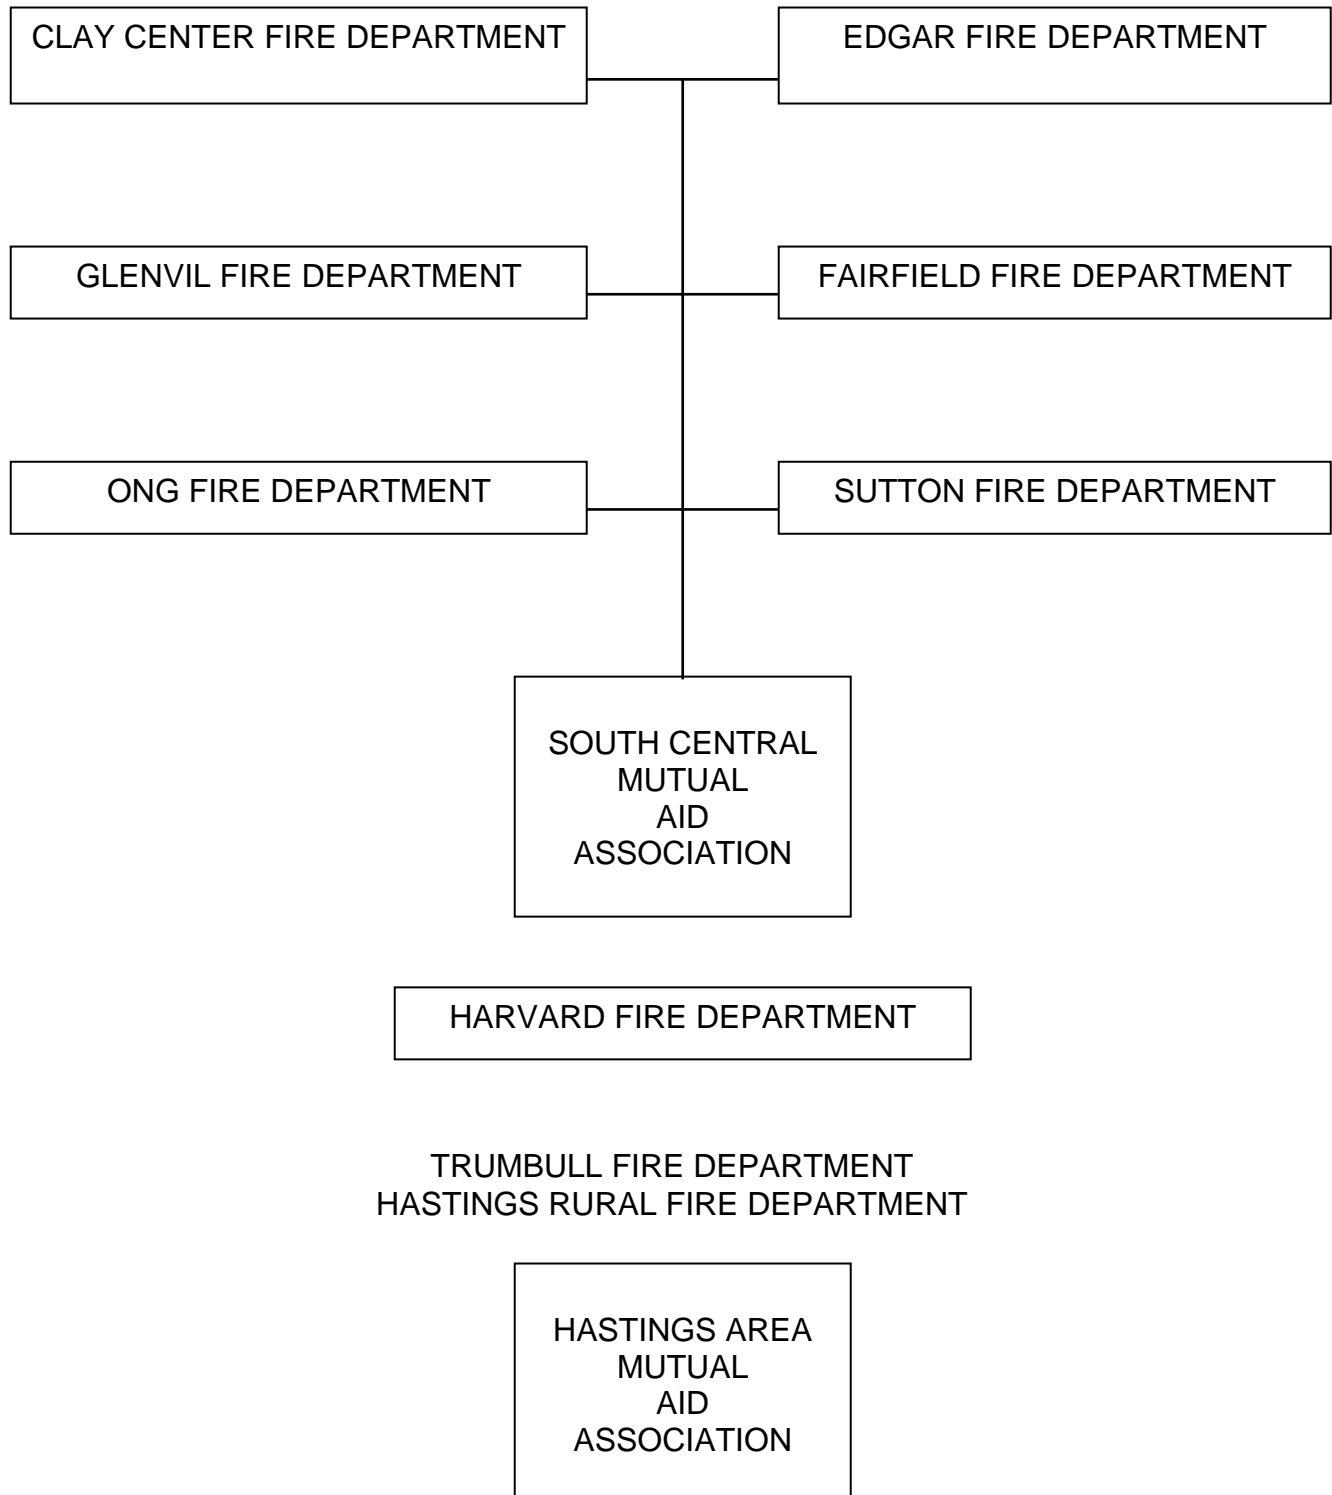 CLAY CENTER FIRE DEPARTMENT
EDGAR FIRE DEPARTMENT
GLENVIL FIRE DEPARTMENT
FAIRFIELD FIRE DEPARTMENT
ONG FIRE DEPARTMENT
SUTTON FIRE DEPARTMENT
SOUTH CENTRAL
MUTUAL
AID
ASSOCIATION
HARVARD FIRE DEPARTMENT
TRUMBULL FIRE DEPARTMENT
HASTINGS RURAL FIRE DEPARTMENT
HASTINGS AREA
MUTUAL
AID
ASSOCIATION